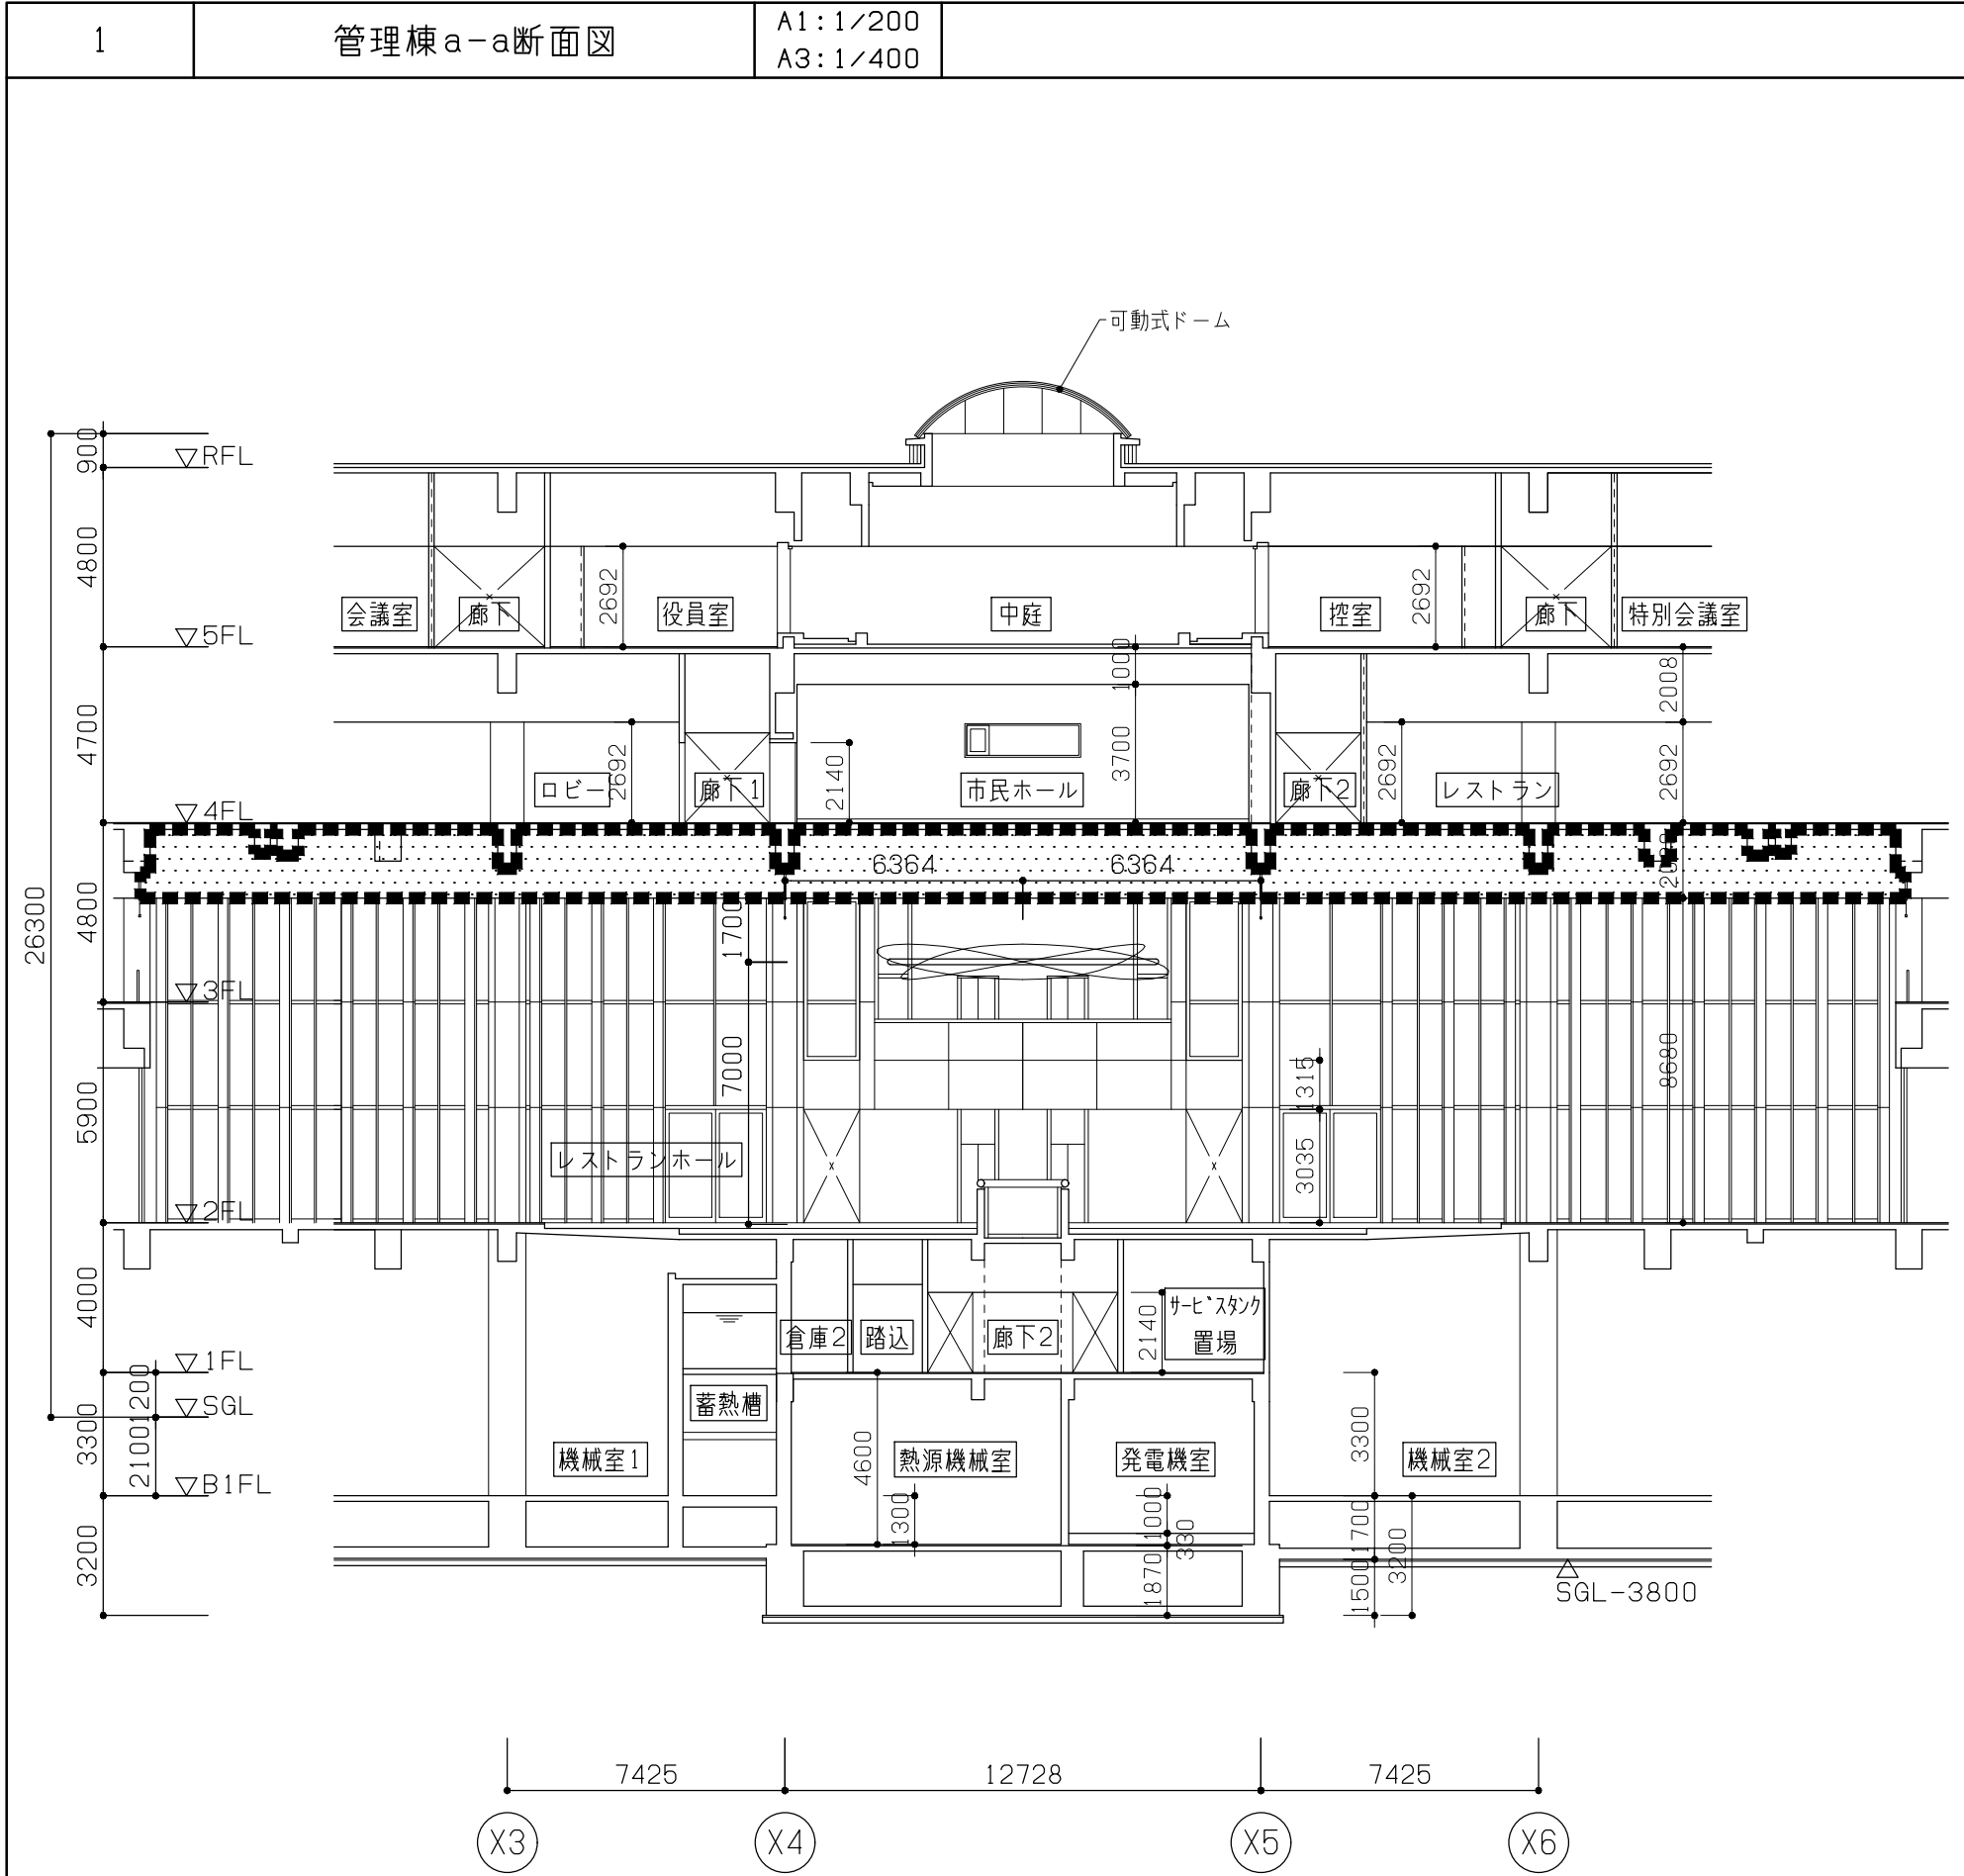 1
管理棟a-a断面図
A1:1/200
A3:1/400
可動式ドーム
900
RFL
4800
2692
2692
会議室
廊下
役員室
中庭
控室
廊下
特別会議室
5FL
1000
2008
4700
2692
2140
3700
2692
2692
ロビー
廊下1
市民ホール
廊下2
レストラン
4FL
6364
6364
26300
4800
1700
3FL
7000
8680
1315
5900
レストランホール
3035
2FL
4000
2140
サービスタンク
置場
倉庫2
踏込
廊下2
1FL
1200
SGL
蓄熱槽
3300
2100
4600
3300
機械室1
熱源機械室
発電機室
機械室2
B1FL
1300
1000
330
1700
3200
3200
1870
1500
SGL-3800
7425
12728
7425
X3
X4
X5
X6